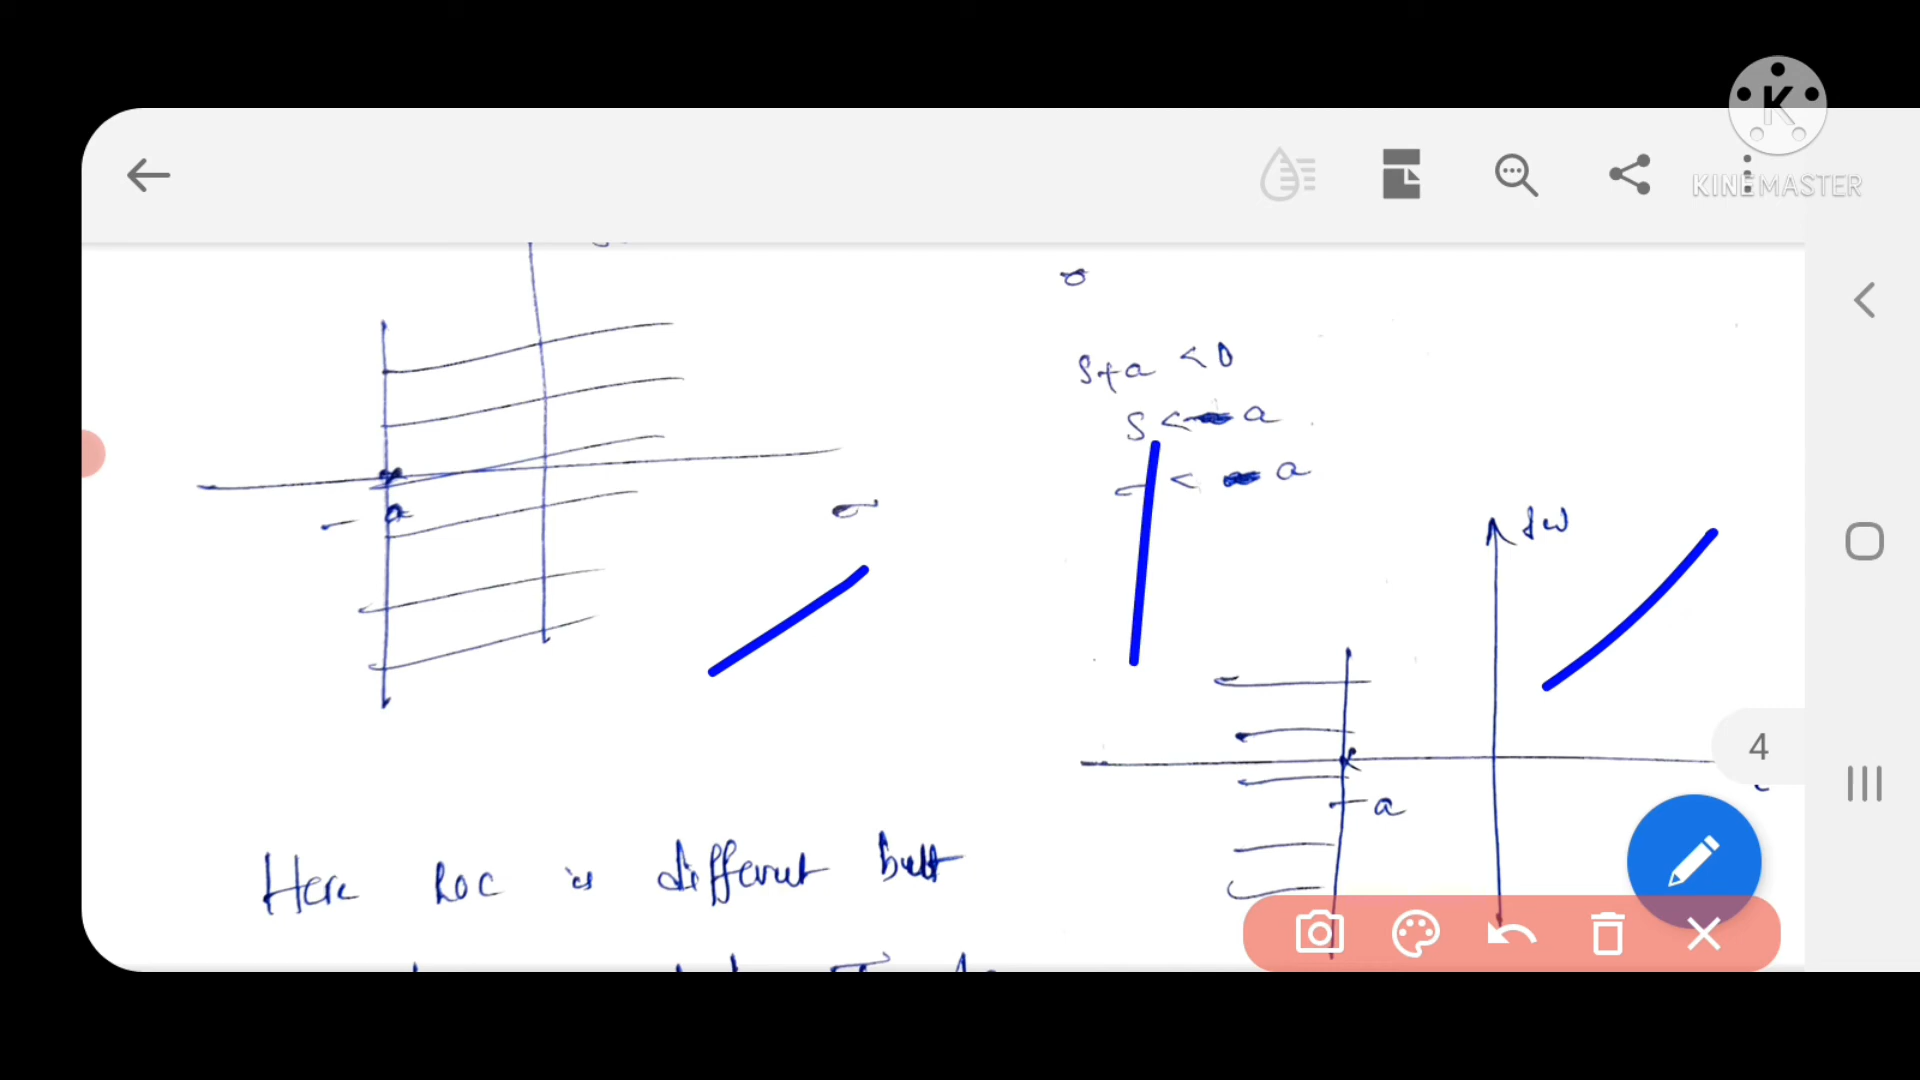 K
KINEMASTER
σ
S+a <0
S < - a
σ < - a
- a
σ
jω
4
- a
Here ROC is different but